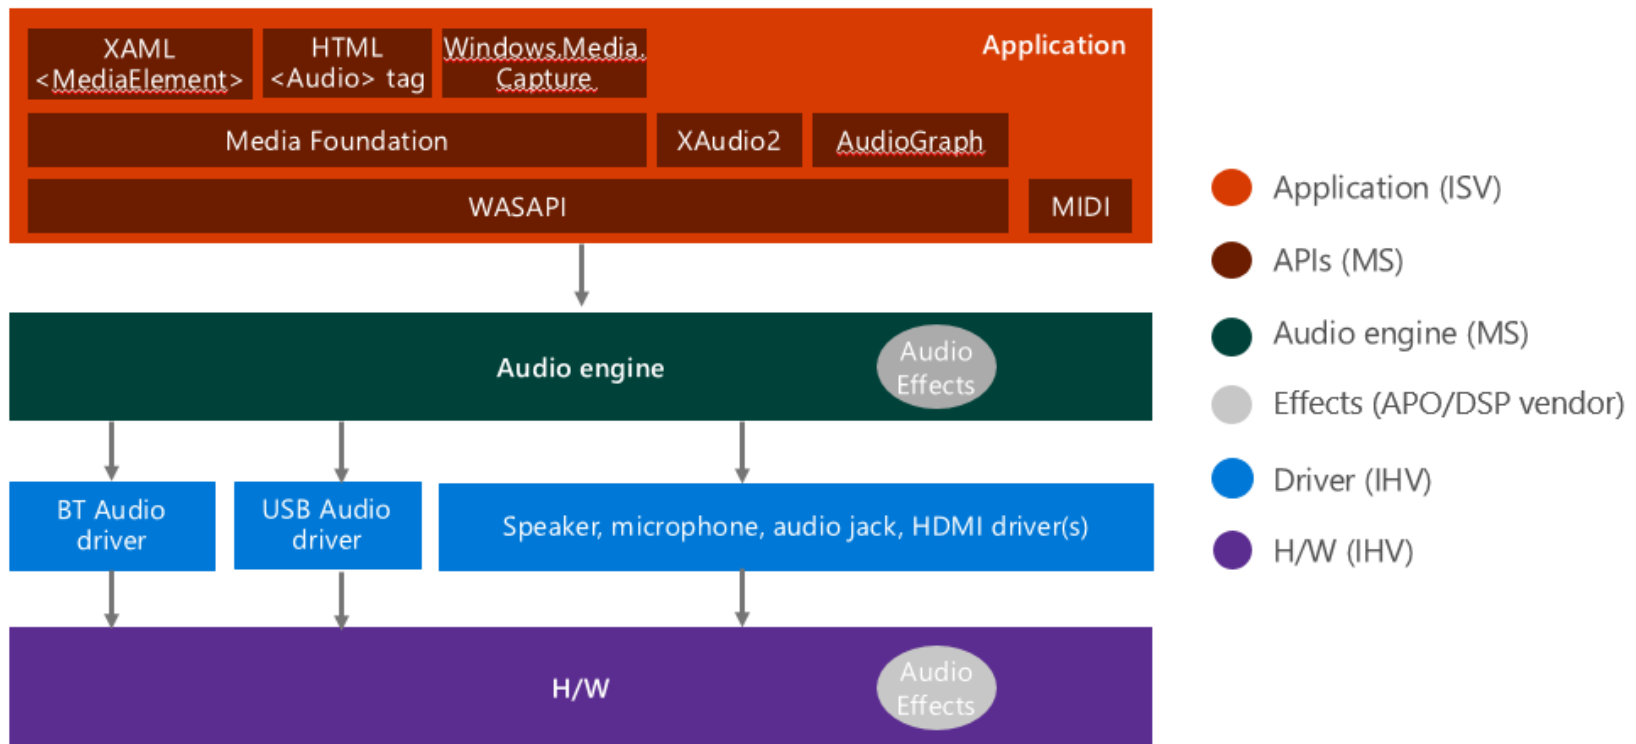 XAML
<MediaElement>
HTML
<Audio> tag
Windows.Media.
Capture
Application
Media Foundation
XAudio2
AudioGraph
WASAPI
MIDI
Audio engine
Audio
Effects
BT Audio
driver
USB Audio
driver
Speaker, microphone, audio jack, HDMI driver(s)
H/W
Audio
Effects
Application (ISV)
APIs (MS)
Audio engine (MS)
Effects (APO/DSP vendor)
Driver (IHV)
H/W (IHV)